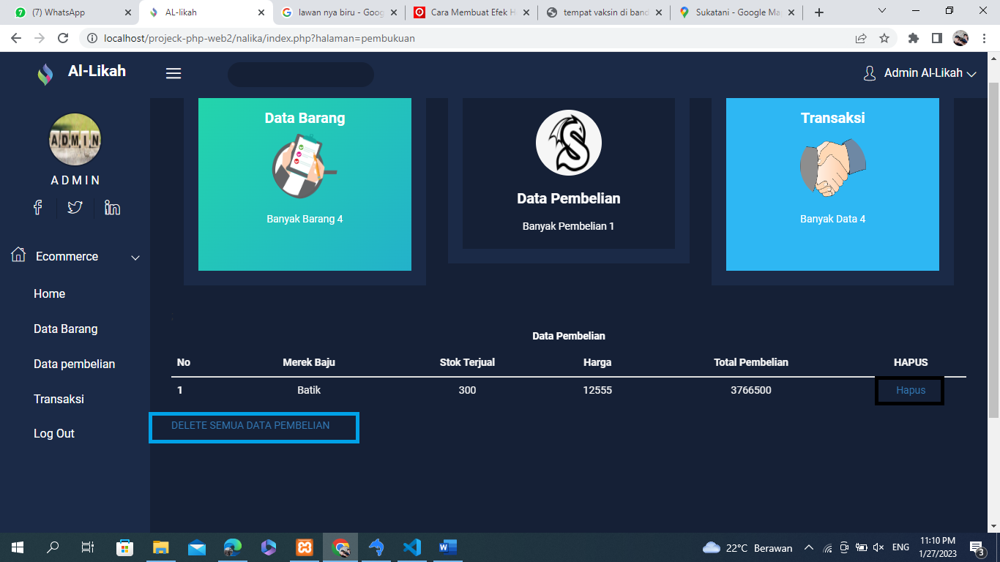 (7) WhatsApp
AL-likah
lawan nya biru - Goog
Cara Membuat Efek H
tempat vaksin di band
Sukatani - Google Ma
localhost/projeck-php-web2/nalika/index.php?halaman=pembukuan
Al-Likah
Admin Al-Likah
ADMIN
A D M I N
Ecommerce
Home
Data Barang
Data pembelian
Transaksi
Log Out
Data Barang
Banyak Barang 4
Data Pembelian
Banyak Pembelian 1
Transaksi
Banyak Data 4
Data Pembelian
No Merek Baju Stok Terjual Harga Total Pembelian HAPUS
1 Batik 300 12555 3766500 Hapus
DELETE SEMUA DATA PEMBELIAN
22°C Berawan
ENG
11:10 PM
1/27/2023
3